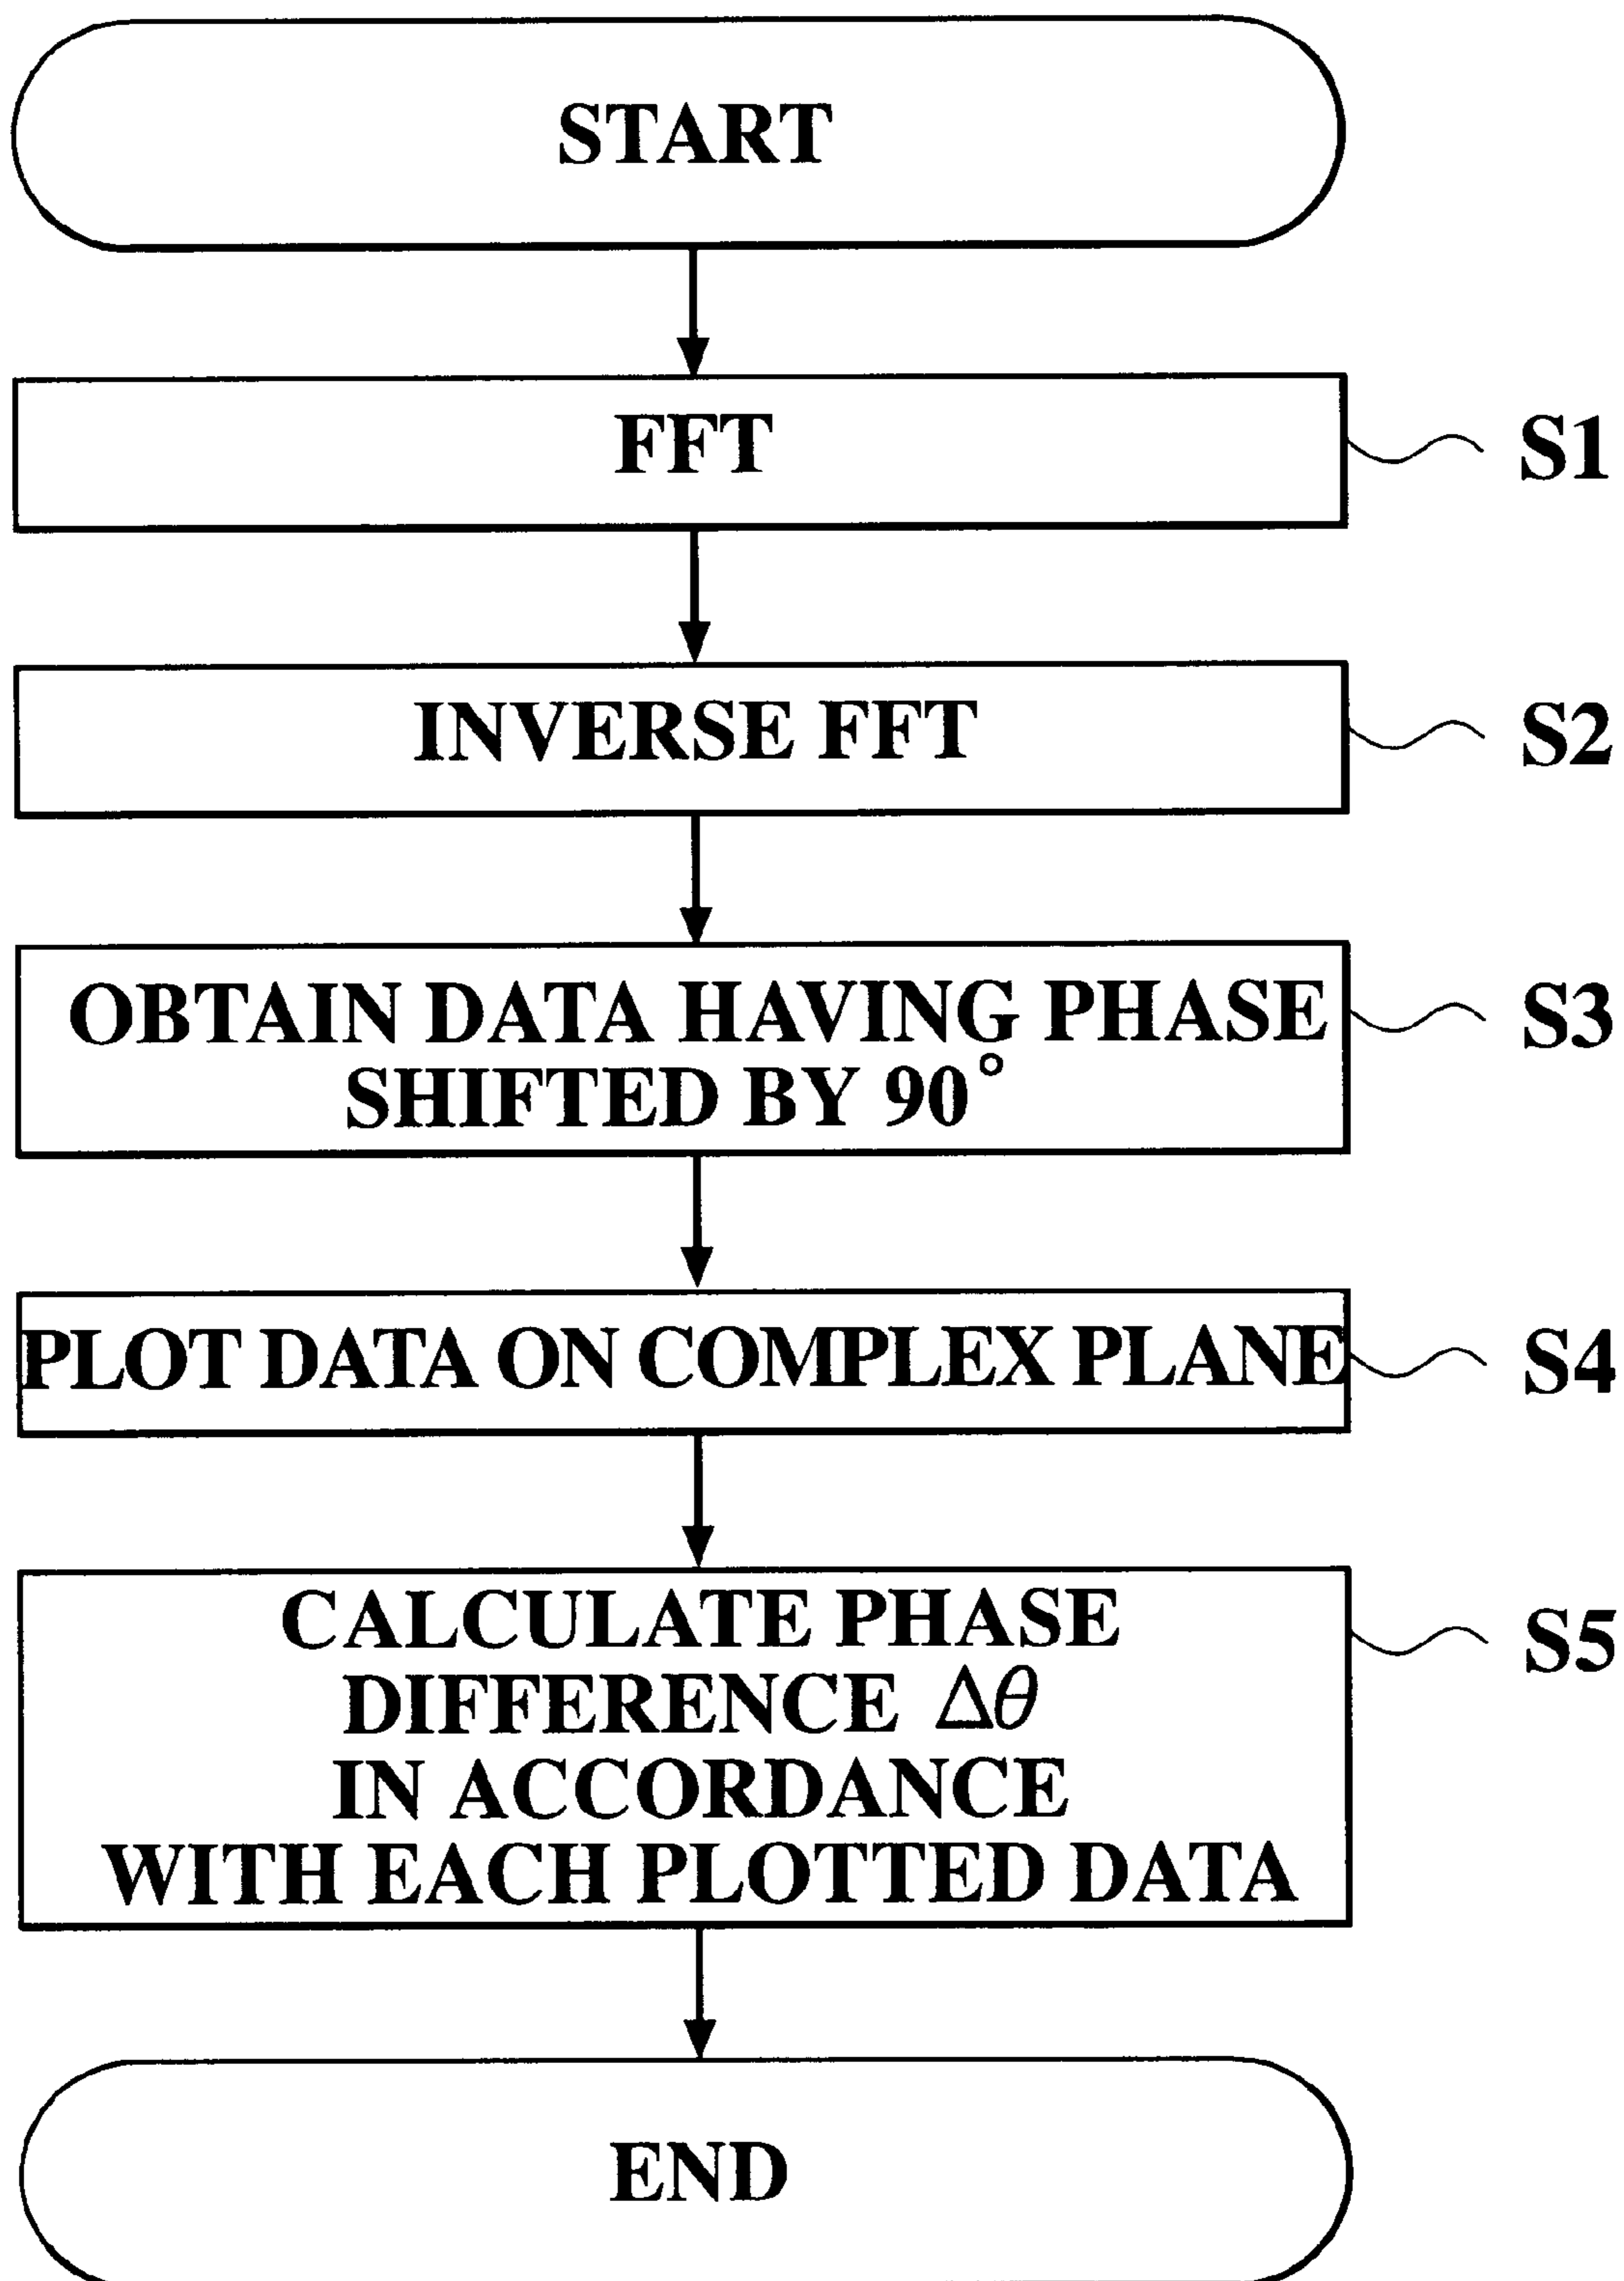 START
FFT
S1
INVERSE FFT
S2
OBTAIN DATA HAVING PHASE
SHIFTED BY 90°
S3
PLOT DATA ON COMPLEX PLANE
S4
CALCULATE PHASE
DIFFERENCE Δθ
IN ACCORDANCE
WITH EACH PLOTTED DATA
S5
END